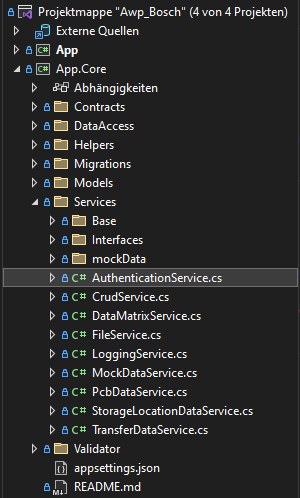 Projektmappe "Awp_Bosch" (4 von 4 Projekten)
Externe Quellen
C# App
C# App.Core
Abhängigkeiten
Contracts
DataAccess
Helpers
Migrations
Models
Services
Base
Interfaces
mockData
C# AuthenticationService.cs
C# CrudService.cs
C# DataMatrixService.cs
C# FileService.cs
C# LoggingService.cs
C# MockDataService.cs
C# PcbDataService.cs
C# StorageLocationDataService.cs
C# TransferDataService.cs
Validator
appsettings.json
M↓ README.md